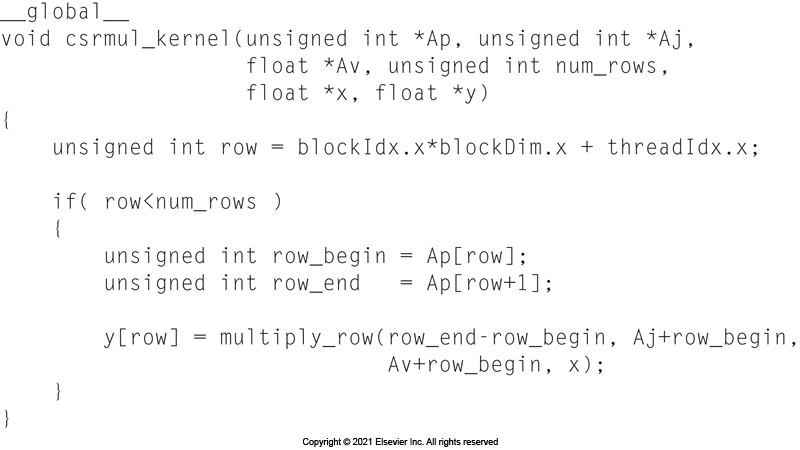 __global__
void csrmul_kernel(unsigned int *Ap, unsigned int *Aj,
                   float *Av, unsigned int num_rows,
                   float *x, float *y)
{
    unsigned int row = blockIdx.x*blockDim.x + threadIdx.x;

    if( row<num_rows )
    {
        unsigned int row_begin = Ap[row];
        unsigned int row_end   = Ap[row+1];

        y[row] = multiply_row(row_end-row_begin, Aj+row_begin,
                              Av+row_begin, x);
    }
}
Copyright © 2021 Elsevier Inc. All rights reserved